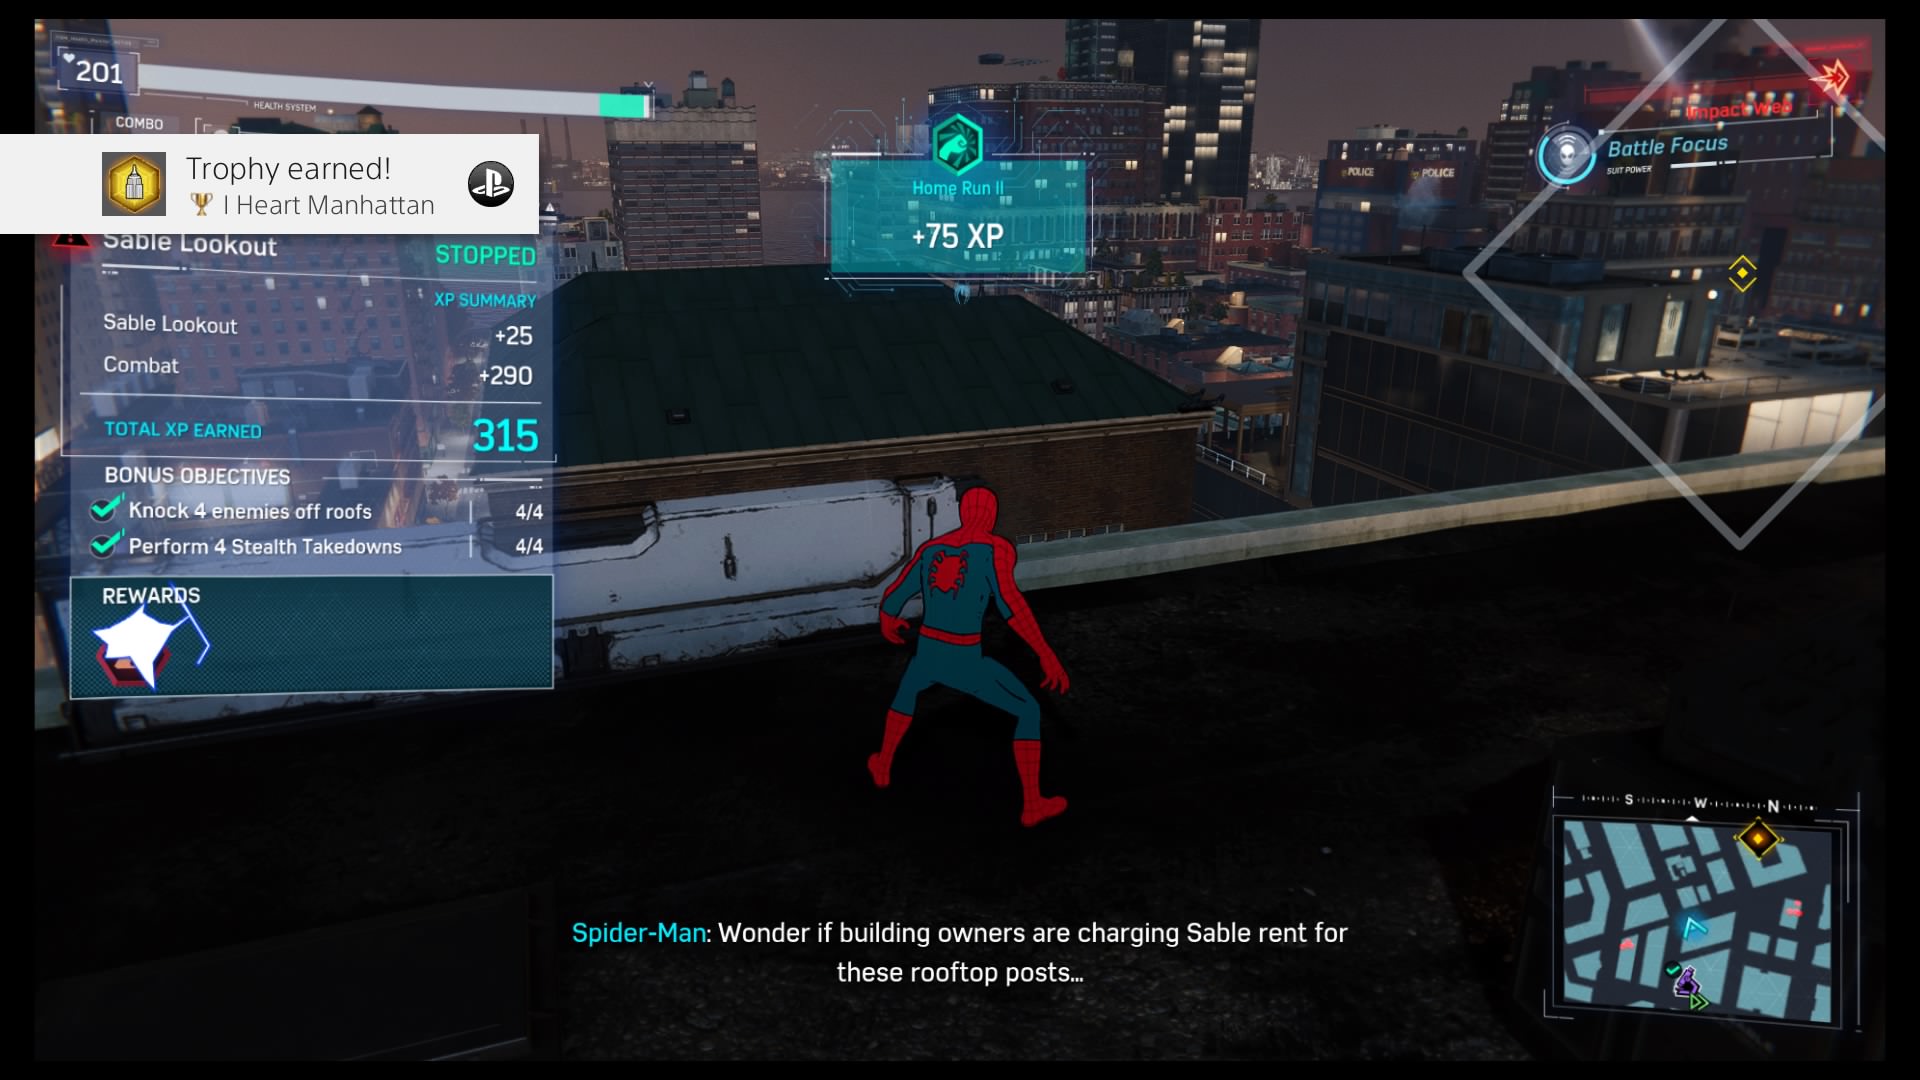 201
HEALTH SYSTEM
COMBO
Trophy earned!
I Heart Manhattan
Sable Lookout
STOPPED
XP SUMMARY
Sable Lookout +25
Combat +290
TOTAL XP EARNED 315
BONUS OBJECTIVES
Knock 4 enemies off roofs 4/4
Perform 4 Stealth Takedowns 4/4
REWARDS
Home Run II
+75 XP
Impact Web
Battle Focus
SUIT POWER
POLICE
POLICE
S W N
Spider-Man: Wonder if building owners are charging Sable rent for
these rooftop posts...